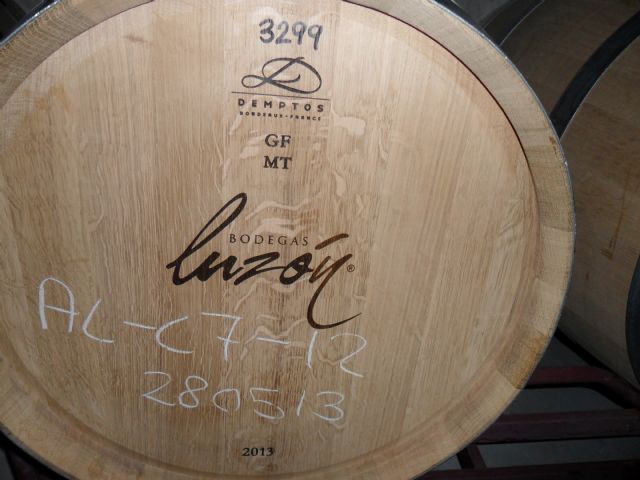 3299
D
DEMPTOS
BORDEAUX-FRANCE
GF
MT
BODEGAS
Luzón®
AL-C7-12
280513
2013